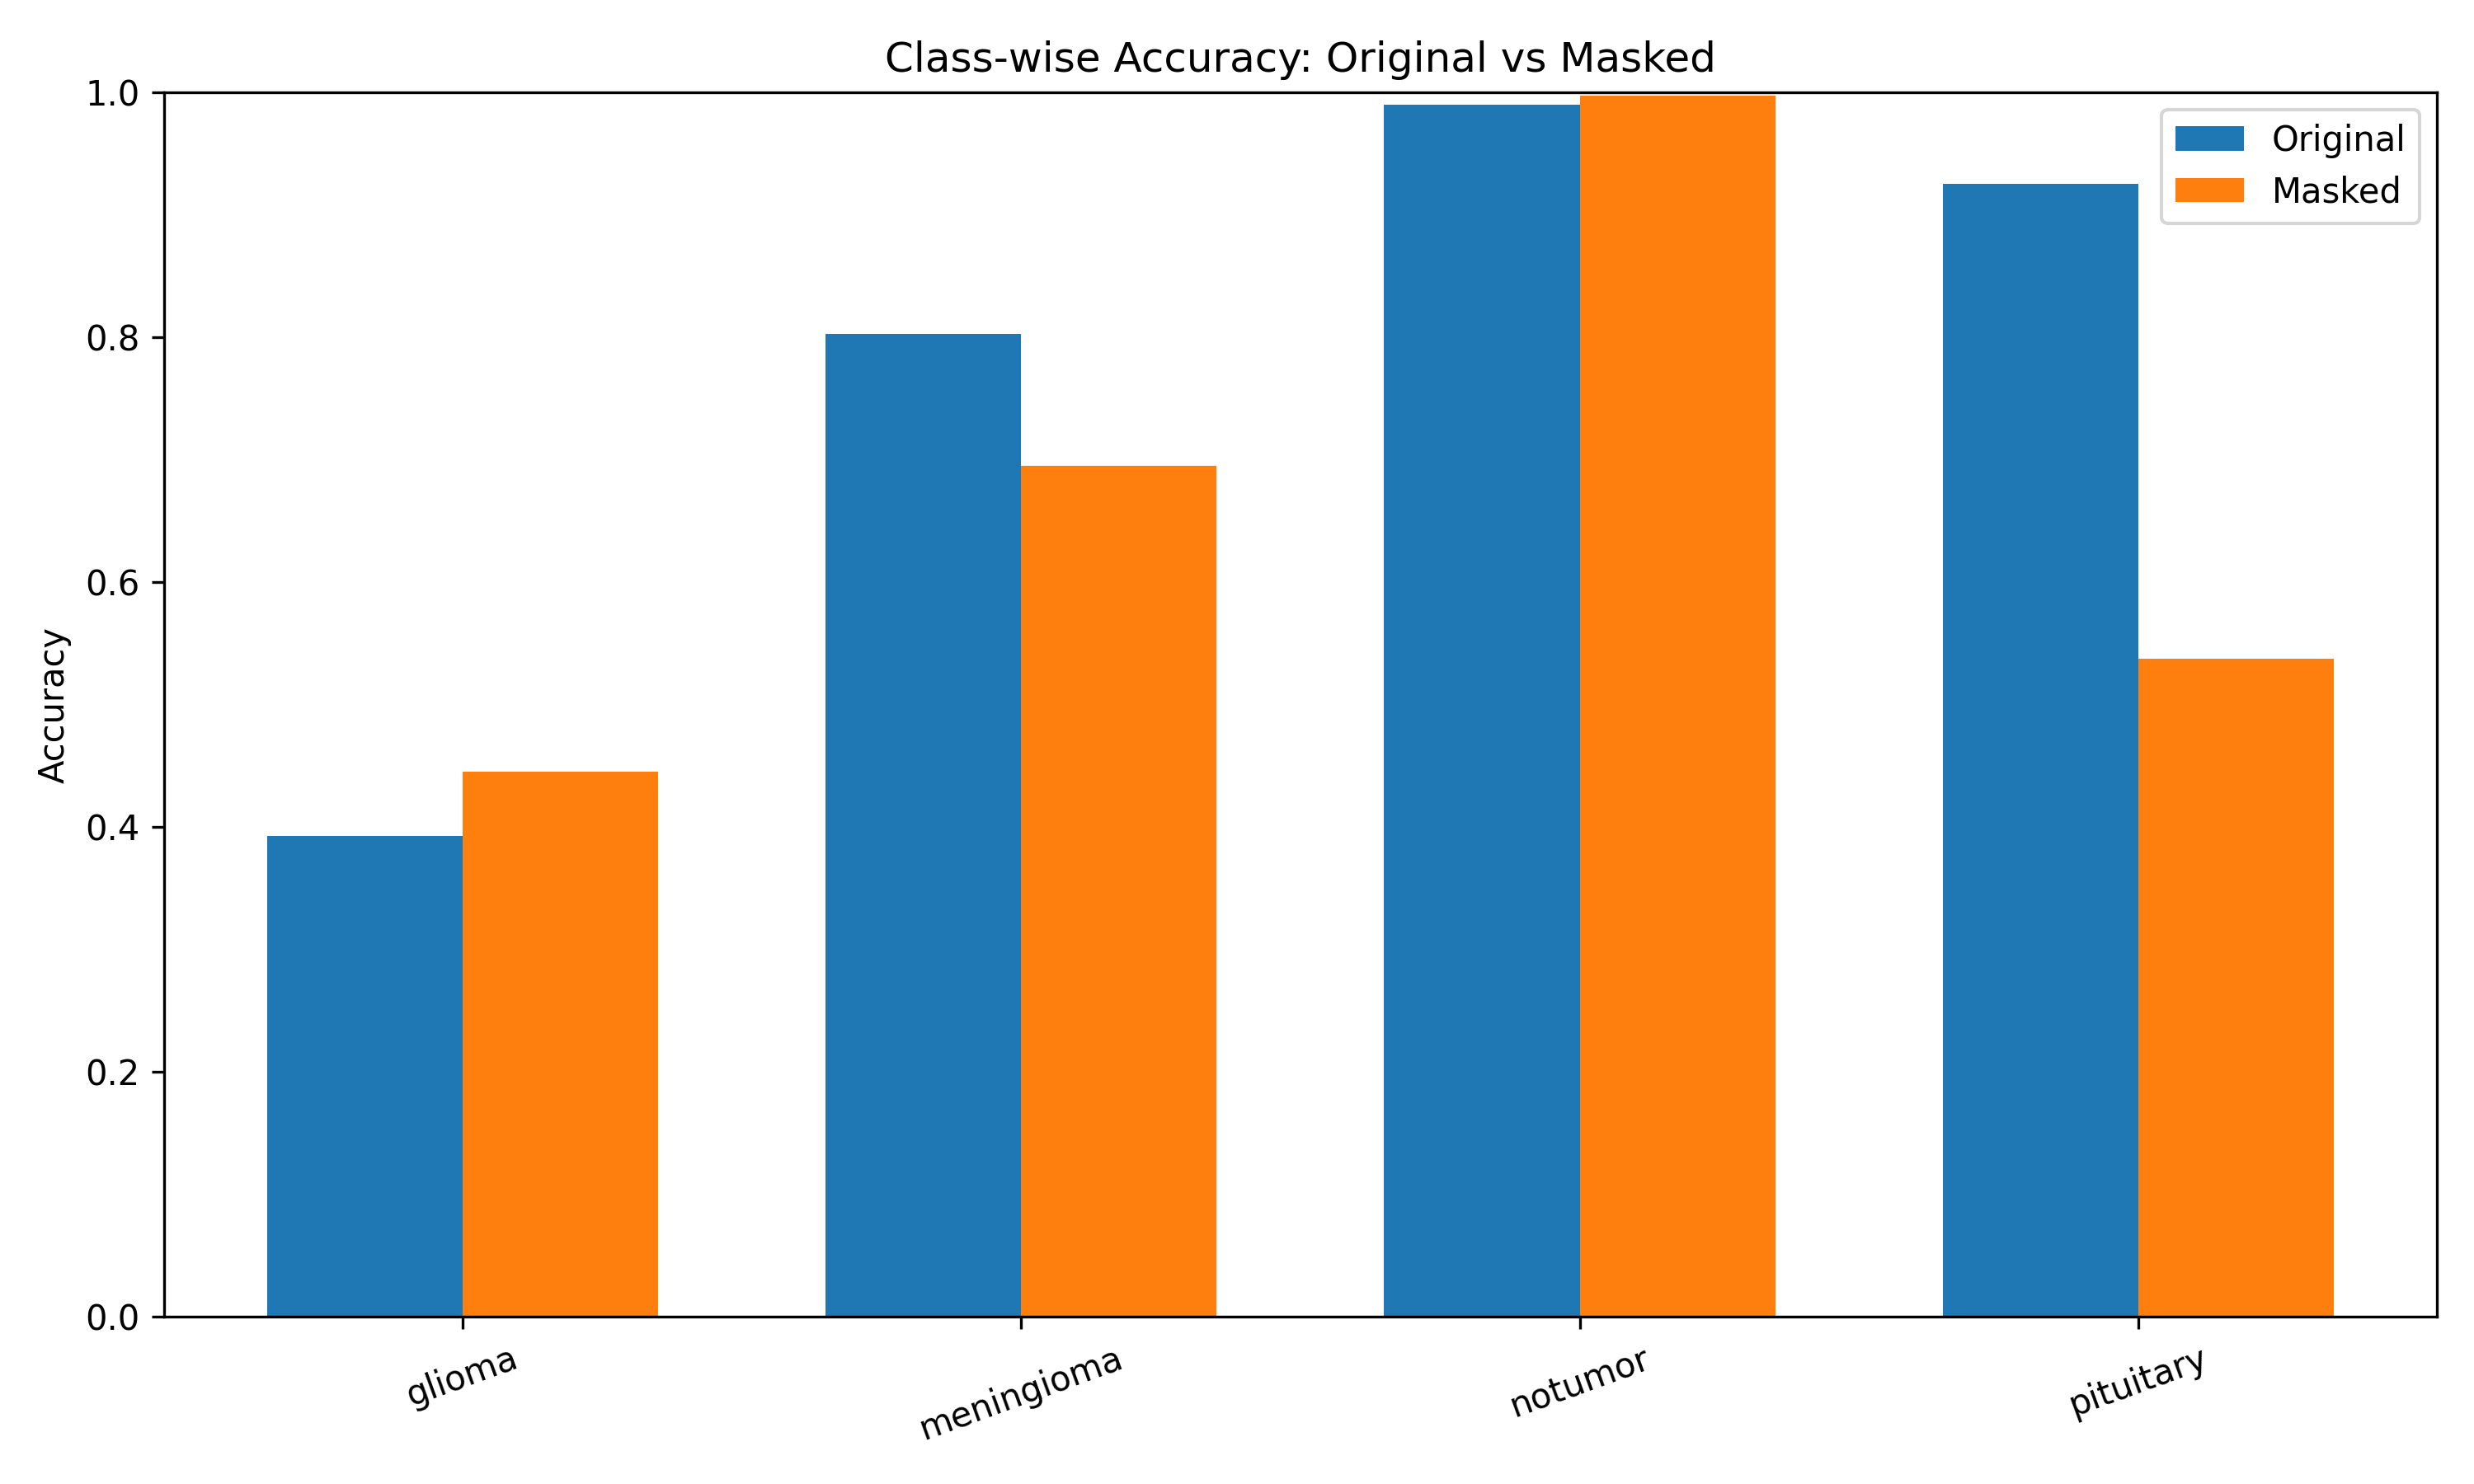 Class-wise Accuracy: Original vs Masked
1.0
0.8
0.6
0.4
0.2
0.0
Accuracy
Original
Masked
glioma
meningioma
notumor
pituitary